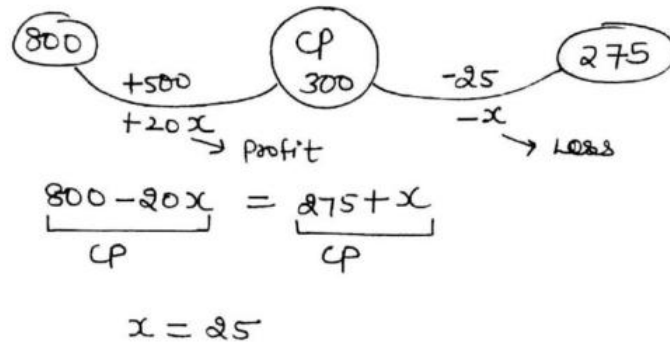 800 CP 300 275
+500 -25
+20x -x
Profit Loss
800-20x = 275+x
CP CP
x = 25